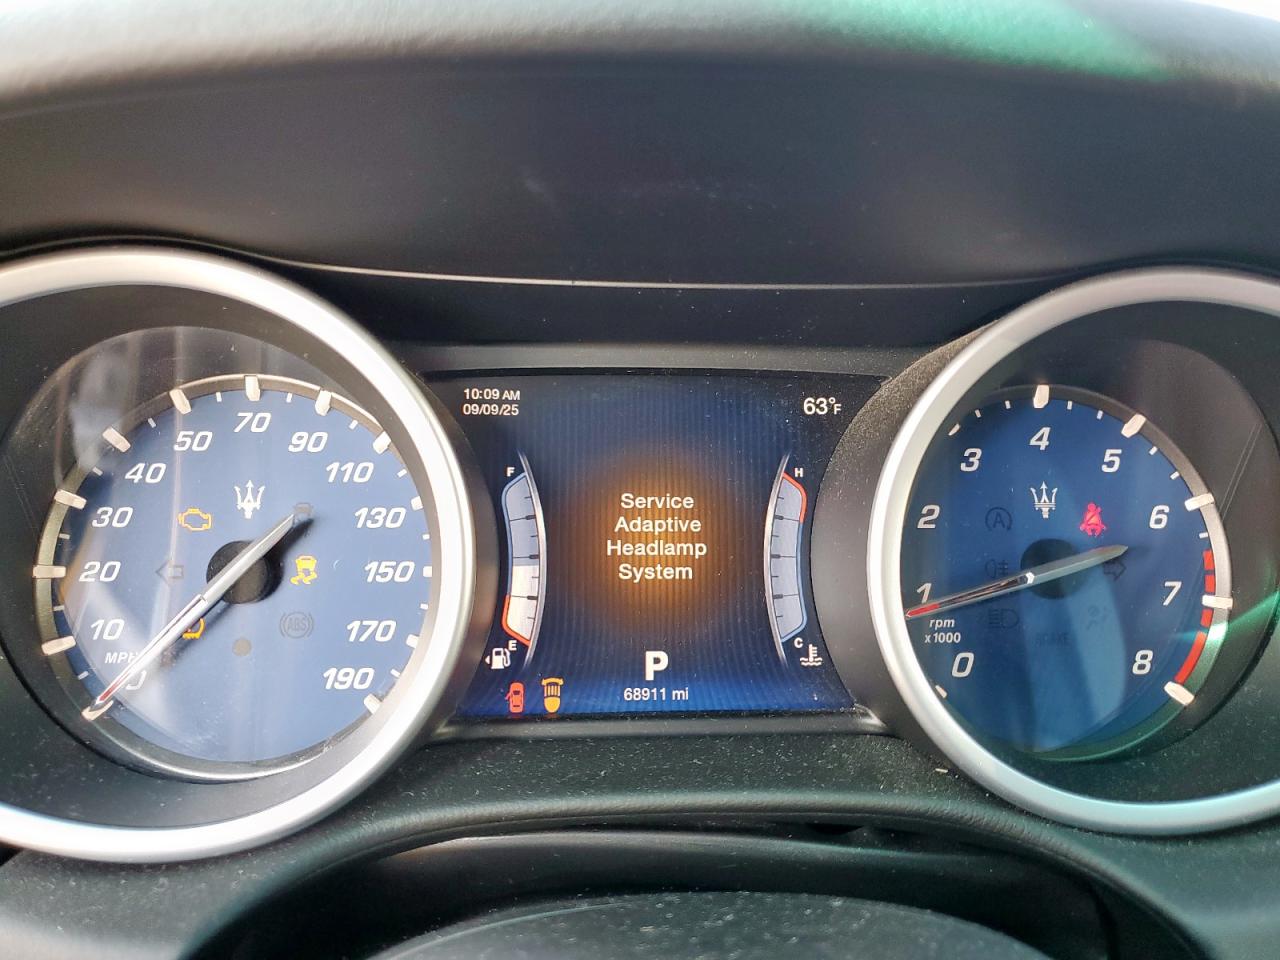 10:09 AM
09/09/25
63°F
F
E
H
C
Service
Adaptive
Headlamp
System
P
68911 mi
0
10
20
30
40
50
70
90
110
130
150
170
190
MPH
ABS
0
1
2
3
4
5
6
7
8
rpm
x1000
A